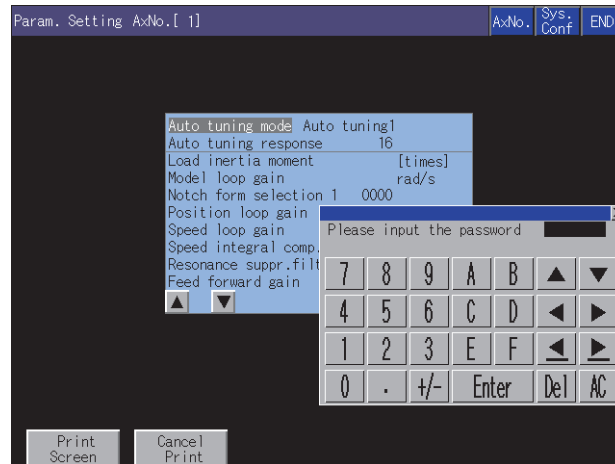 Param. Setting AxNo.[ 1] AxNo. Sys. Conf END
Auto tuning mode Auto tuning1
Auto tuning response 16
Load inertia moment [times]
Model loop gain rad/s
Notch form selection 1 0000
Position loop gain
Speed loop gain
Speed integral comp.
Resonance suppr.filt
Feed forward gain
Please input the password
7 8 9 A B ▲ ▼
4 5 6 C D ◀ ▶
1 2 3 E F ◀ ▶
0 . +/- Enter Del AC
▲ ▼
Print Screen
Cancel Print